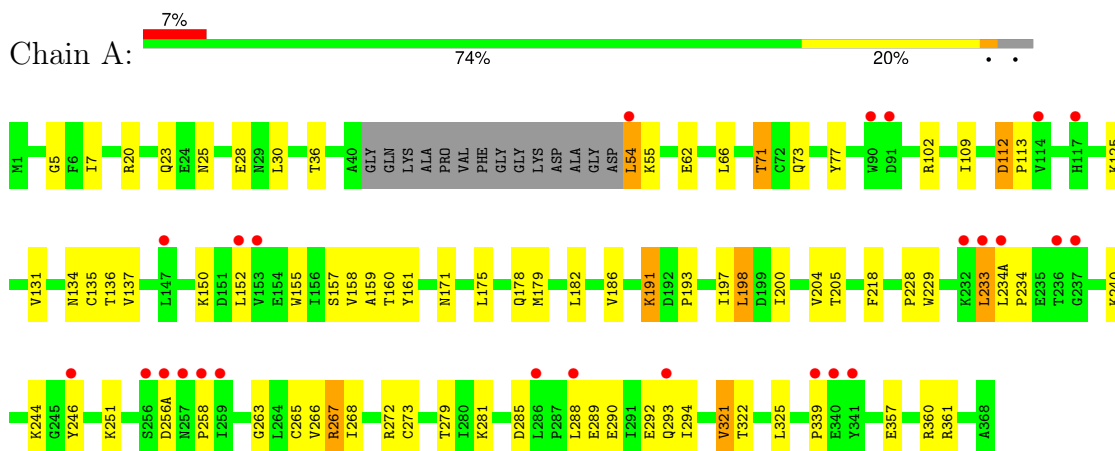 7%
Chain A:
74% 20% • •
M1 G5 F6 I7 R20 Q23 E24 N25 E28 N29 L30 T36 A40 GLY GLN LYS ALA PRO VAL PHE GLY GLY LYS ASP ALA GLY ASP L54 K55 E62 L66 T71 C72 Q73 Y77 W90 D91 R102 I109 D112 P113 V114 H117
V131 N134 C135 T136 V137 L147 K150 D151 L152 V153 E154 W155 I156 S157 V158 A159 T160 Y161 N171 L175 Q178 M179 L182 V186 K191 D192 P193 I197 L198 D199 I200 V204 T205 F218 P228 W229 K232 L233 L234A P234 E235 T236 G237
K244 G245 Y246 K251 S256 D256A N257 P258 I259 G263 L264 C265 V266 R267 I268 R272 C273 T279 I280 K281 D285 L286 P287 L288 E289 E290 I291 E292 Q293 I294 V321 T322 L325 P339 E340 Y341 E357 R360 R361 A368